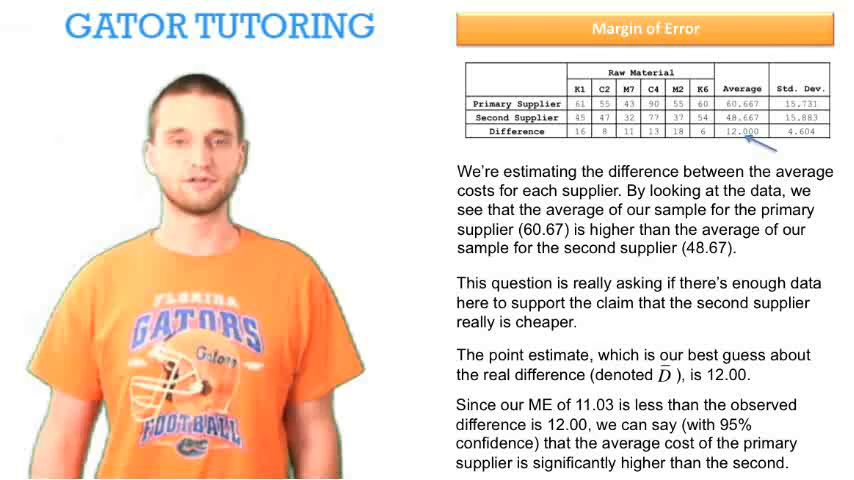 GATOR TUTORING
Margin of Error
Raw Material
K1 C2 M7 C4 M2 K6 Average Std. Dev.
Primary Supplier 61 55 43 90 55 60 60.667 15.731
Second Supplier 45 47 32 77 37 54 48.667 15.883
Difference 16 8 11 13 18 6 12.000 4.604
We're estimating the difference between the average
costs for each supplier. By looking at the data, we
see that the average of our sample for the primary
supplier (60.67) is higher than the average of our
sample for the second supplier (48.67).
This question is really asking if there's enough data
here to support the claim that the second supplier
really is cheaper.
The point estimate, which is our best guess about
the real difference (denoted D̅ ), is 12.00.
Since our ME of 11.03 is less than the observed
difference is 12.00, we can say (with 95%
confidence) that the average cost of the primary
supplier is significantly higher than the second.
FLORIDA
GATORS
Gators
FOOTBALL